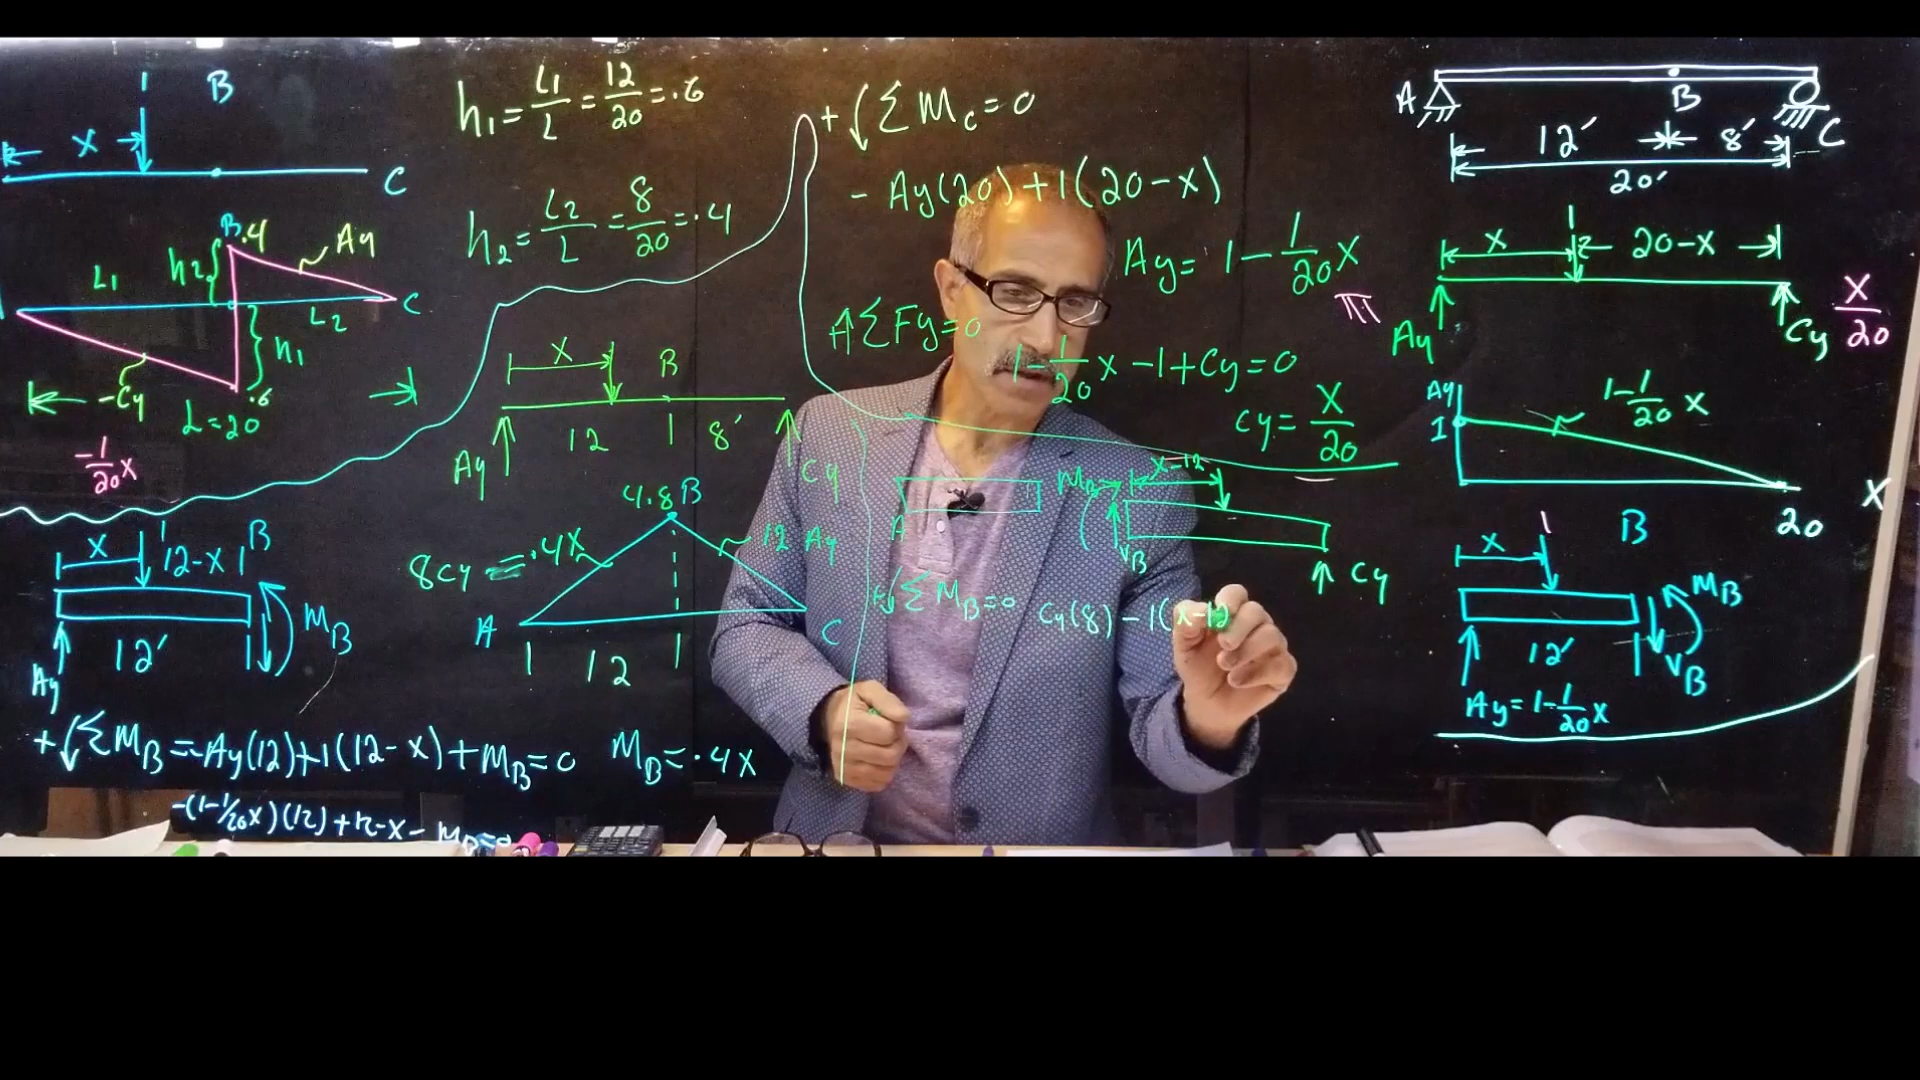 1 B
x
C
B .4
Ay
L1
h2
L2
C
h1
-Cy
.6
L=20
-1/20 x
h1 = L1/L = 12/20 = .6
h2 = L2/L = 8/20 = .4
x B
12 8'
Ay Cy
4.8 B
8Cy = .4x 12 Ay
A C
12
x 1 12-x B
MB
12'
Ay
+ ΣMB = -Ay(12)+1(12-x)+MB=0 MB=.4x
-(1-1/20x)(12)+12-x-MB=0
+ ΣMc=0
- Ay(20)+1(20-x)
Ay= 1-1/20 x
ΣFy=0
1-1/20 x -1+Cy=0
Cy= x/20
MB x-12
A
VB
Cy
+ ΣMB=0 Cy(8) -1(x-12
A B C
12' 8'
20'
1
x 20-x
Ay Cy x/20
Ay
1 1-1/20 x
20 x
1 B
x
MB
12'
VB
Ay=1-1/20 x